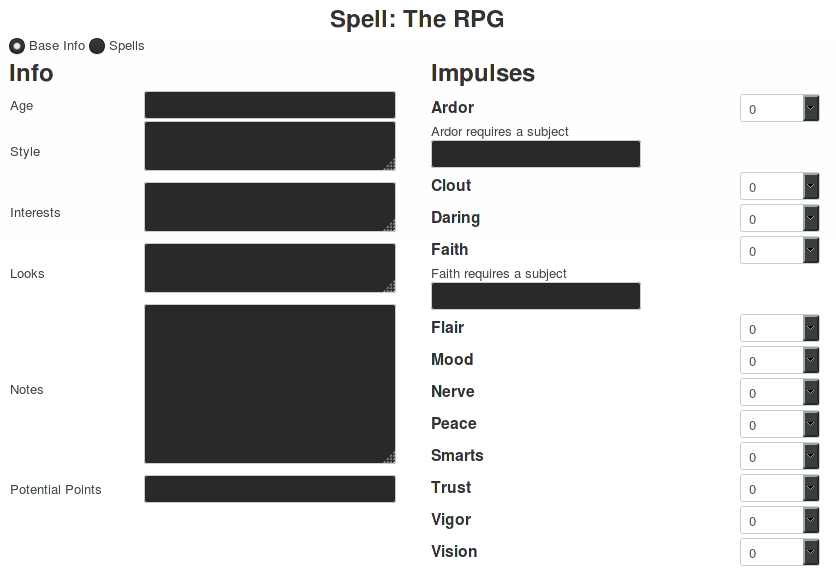 Spell: The RPG
Base Info Spells
Info
Age
Style
Interests
Looks
Notes
Potential Points
Impulses
Ardor 0
Ardor requires a subject
Clout 0
Daring 0
Faith 0
Faith requires a subject
Flair 0
Mood 0
Nerve 0
Peace 0
Smarts 0
Trust 0
Vigor 0
Vision 0